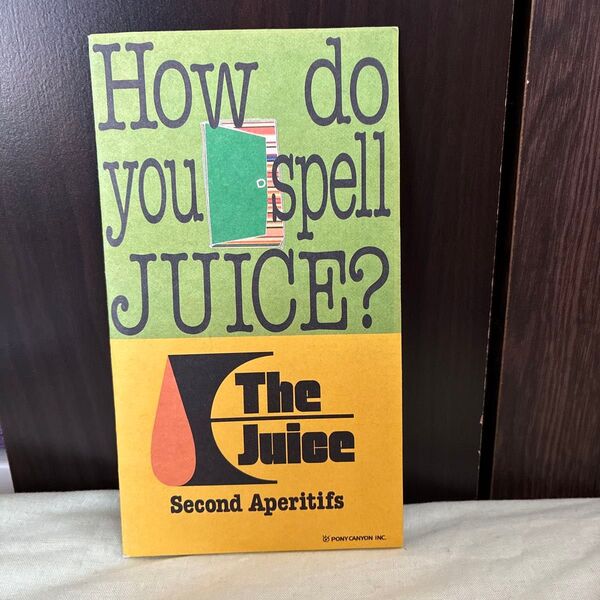 How do
you spell
JUICE?
The
Juice
Second Aperitifs
PONY CANYON INC.